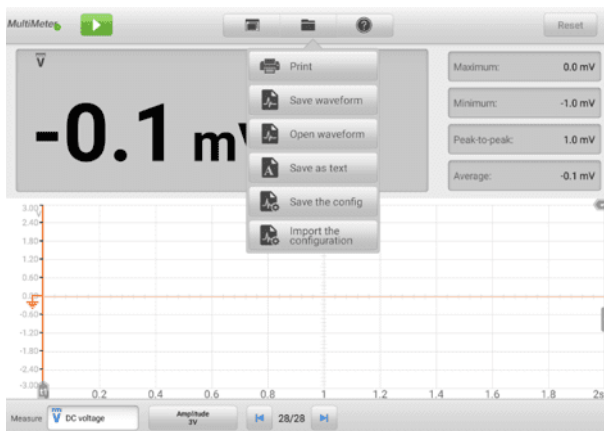 MultiMeter
Reset
V
-0.1 m
Print
Save waveform
Open waveform
Save as text
Save the config
Import the
configuration
Maximum: 0.0 mV
Minimum: -1.0 mV
Peak-to-peak: 1.0 mV
Average: -0.1 mV
3.00
V
2.40
1.80
1.20
0.60
-0.60
-1.20
-1.80
-2.40
-3.00
0.2 0.4 0.6 0.8 1 1.2 1.4 1.6 1.8 2s
Measure V DC voltage Amplitude
3V
28/28